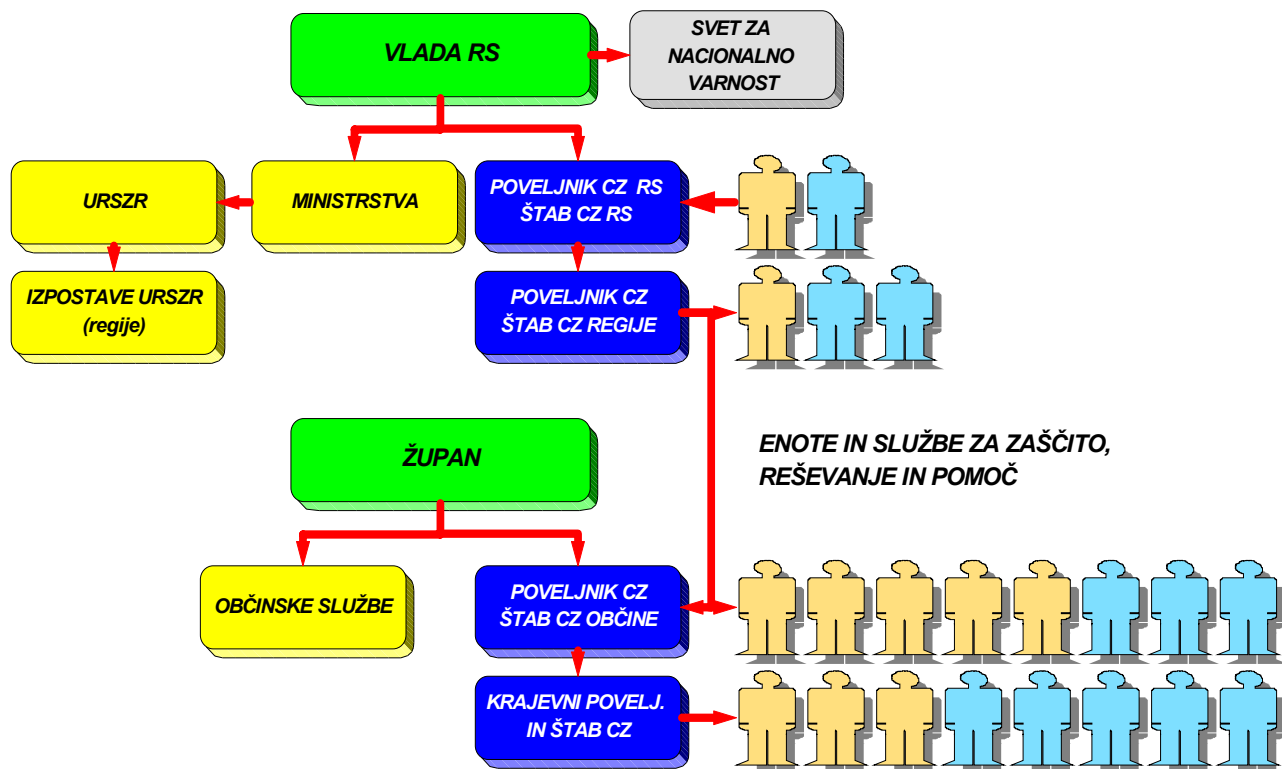 VLADA RS
SVET ZA
NACIONALNO
VARNOST
URSZR
MINISTRSTVA
POVELJNIK CZ RS
ŠTAB CZ RS
IZPOSTAVE URSZR
(regije)
POVELJNIK CZ
ŠTAB CZ REGIJE
ŽUPAN
ENOTE IN SLUŽBE ZA ZAŠČITO,
REŠEVANJE IN POMOČ
OBČINSKE SLUŽBE
POVELJNIK CZ
ŠTAB CZ OBČINE
KRAJEVNI POVELJ.
IN ŠTAB CZ